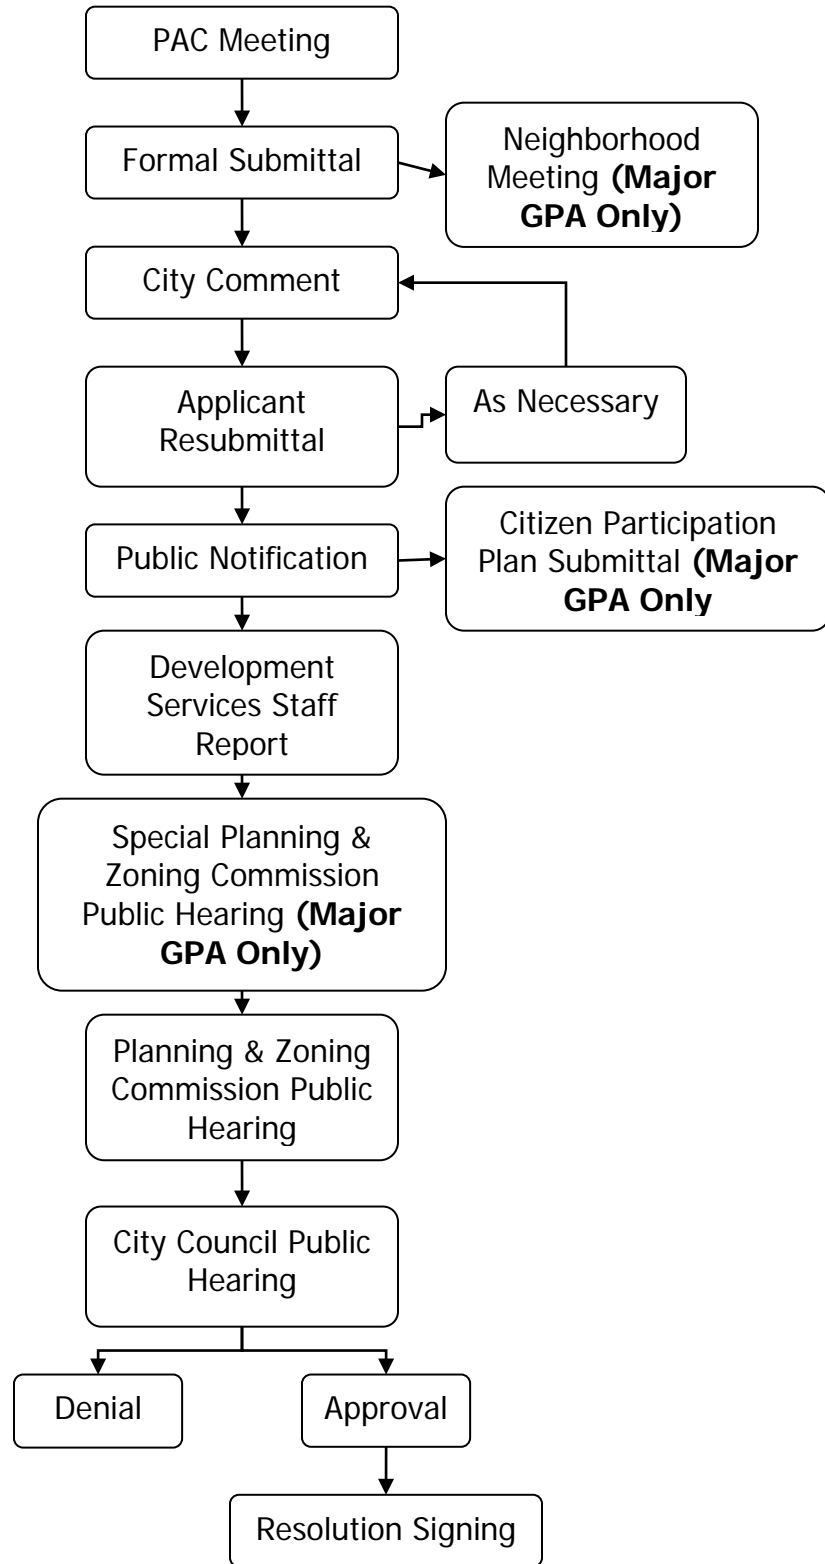 PAC Meeting
Formal Submittal
Neighborhood
Meeting (Major
GPA Only)
City Comment
Applicant
Resubmittal
As Necessary
Public Notification
Citizen Participation
Plan Submittal (Major
GPA Only
Development
Services Staff
Report
Special Planning &
Zoning Commission
Public Hearing (Major
GPA Only)
Planning & Zoning
Commission Public
Hearing
City Council Public
Hearing
Denial
Approval
Resolution Signing